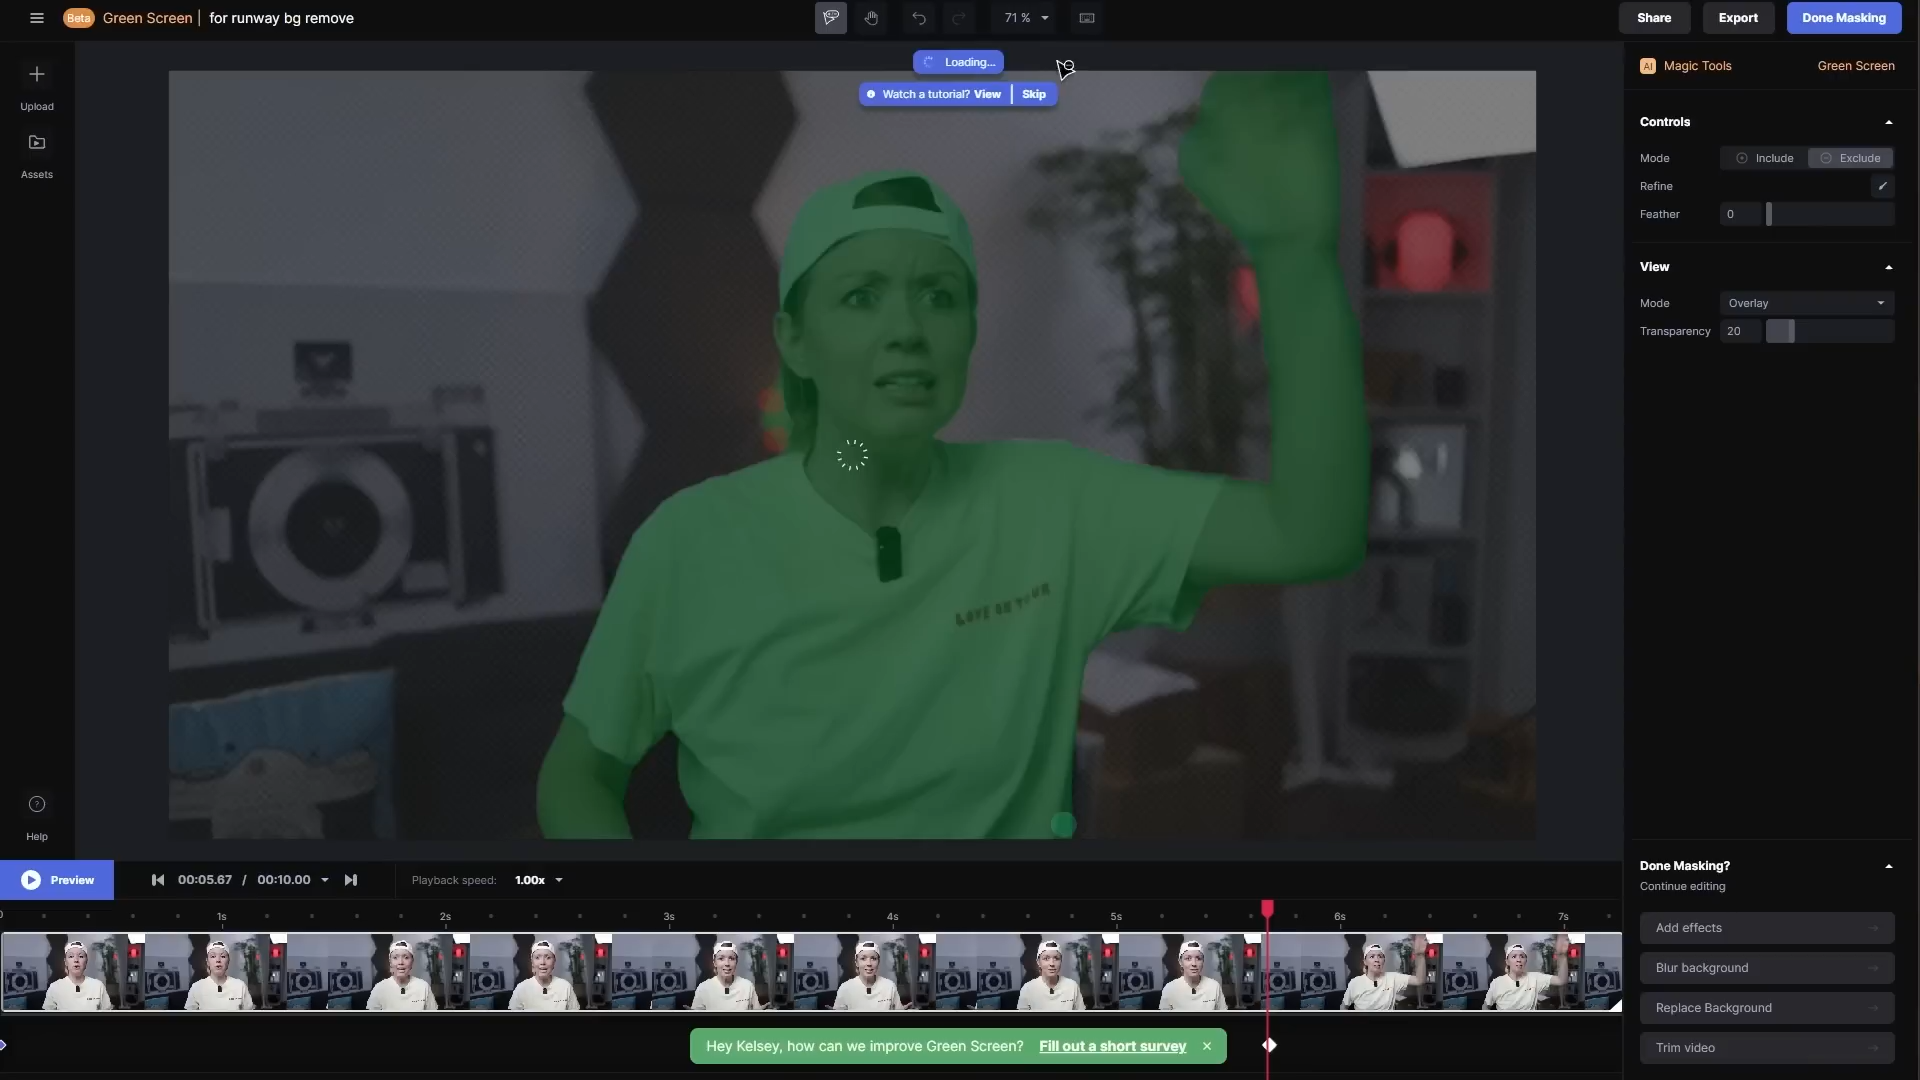 Beta Green Screen | for runway bg remove
71 %
Share
Export
Done Masking
Loading...
Watch a tutorial? View | Skip
Upload
Assets
Help
AI Magic Tools
Green Screen
Controls
Mode
Include
Exclude
Refine
Feather
0
View
Mode
Overlay
Transparency
20
LOVE ON YOUR
Preview
00:05.67 / 00:10.00
Playback speed: 1.00x
1s
2s
3s
4s
5s
6s
7s
Hey Kelsey, how can we improve Green Screen? Fill out a short survey
Done Masking?
Continue editing
Add effects
Blur background
Replace Background
Trim video